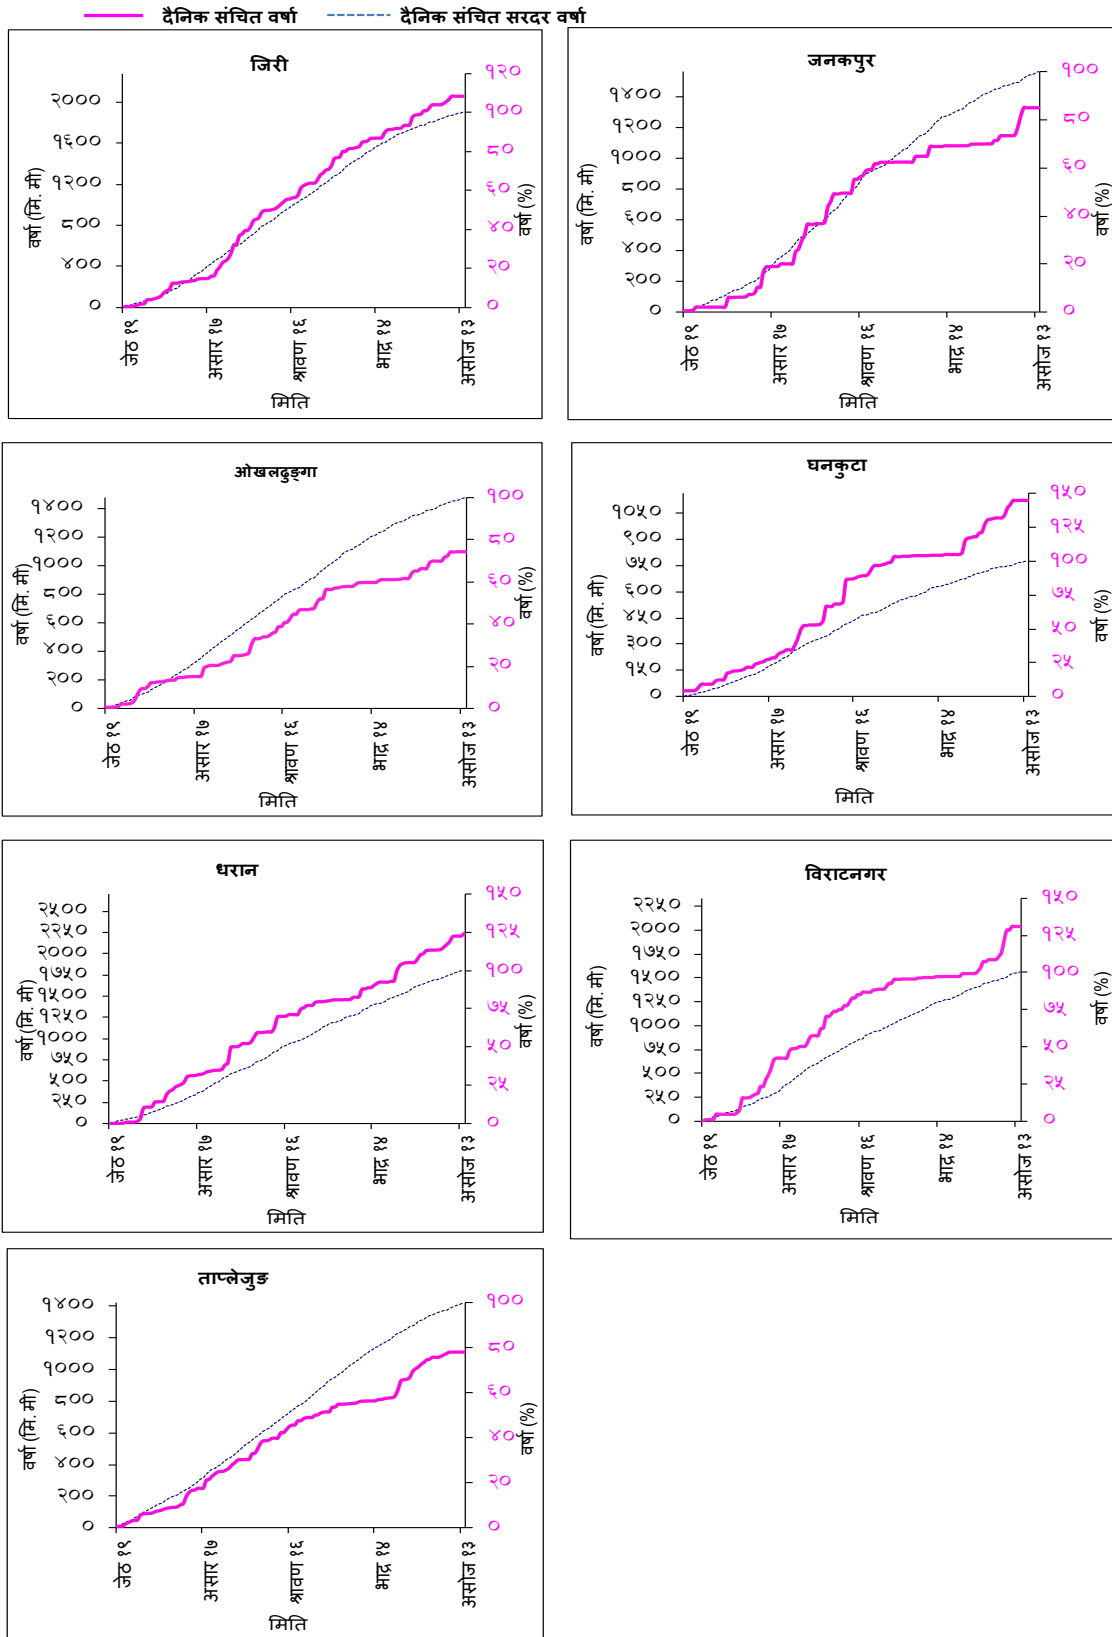 दैनिक संचित वर्षा दैनिक संचित सरदर वर्षा
जिरी
वर्षा (मि. मी)
२०००
१६००
१२००
८००
४००
०
१२०
१००
८०
६०
४०
२०
०
वर्षा (%)
जेठ १९
असार १७
श्रावण १६
भाद्र १४
असोज १३
मिति
जनकपुर
वर्षा (मि. मी)
१४००
१२००
१०००
८००
६००
४००
२००
०
१००
८०
६०
४०
२०
०
वर्षा (%)
जेठ १९
असार १७
श्रावण १६
भाद्र १४
असोज १३
मिति
ओखलढुङ्गा
वर्षा (मि. मी)
१४००
१२००
१०००
८००
६००
४००
२००
०
१००
८०
६०
४०
२०
०
वर्षा (%)
जेठ १९
असार १७
श्रावण १६
भाद्र १४
असोज १३
मिति
घनकुटा
वर्षा (मि. मी)
१०५०
९००
७५०
६००
४५०
३००
१५०
०
१५०
१२५
१००
७५
५०
२५
०
वर्षा (%)
जेठ १९
असार १७
श्रावण १६
भाद्र १४
असोज १३
मिति
धरान
वर्षा (मि. मी)
२५००
२२५०
२०००
१७५०
१५००
१२५०
१०००
७५०
५००
२५०
०
१५०
१२५
१००
७५
५०
२५
०
वर्षा (%)
जेठ १९
असार १७
श्रावण १६
भाद्र १४
असोज १३
मिति
विराटनगर
वर्षा (मि. मी)
२२५०
२०००
१७५०
१५००
१२५०
१०००
७५०
५००
२५०
०
१५०
१२५
१००
७५
५०
२५
०
वर्षा (%)
जेठ १९
असार १७
श्रावण १६
भाद्र १४
असोज १३
मिति
ताप्लेजुङ
वर्षा (मि. मी)
१४००
१२००
१०००
८००
६००
४००
२००
०
१००
८०
६०
४०
२०
०
वर्षा (%)
जेठ १९
असार १७
श्रावण १६
भाद्र १४
असोज १३
मिति